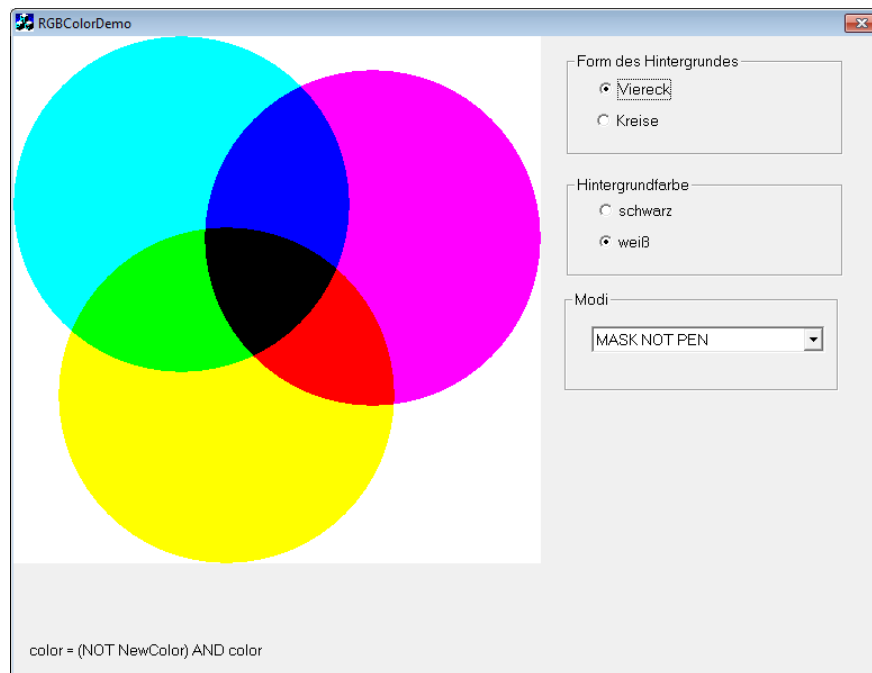 RGBColorDemo
Form des Hintergrundes
Viereck
Kreise
Hintergrundfarbe
schwarz
weiß
Modi
MASK NOT PEN
color = (NOT NewColor) AND color